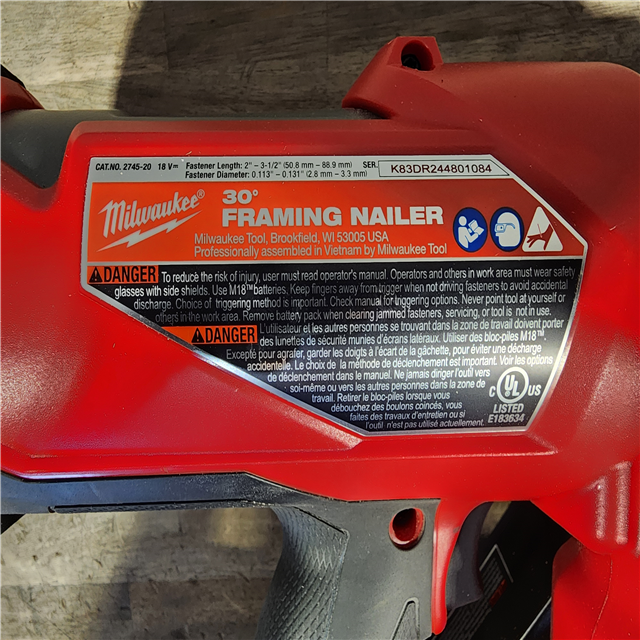 CAT.NO. 2745-20 18 V⎓ Fastener Length: 2" – 3-1/2" (50.8 mm – 88.9 mm) SER. K83DR244801084
Fastener Diameter: 0.113" – 0.131" (2.8 mm – 3.3 mm)
Milwaukee®
30°
FRAMING NAILER
Milwaukee Tool, Brookfield, WI 53005 USA
Professionally assembled in Vietnam by Milwaukee Tool
DANGER To reduce the risk of injury, user must read operator's manual. Operators and others in work area must wear safety
glasses with side shields. Use M18™ batteries. Keep fingers away from trigger when not driving fasteners to avoid accidental
discharge. Choice of triggering method is important. Check manual for triggering options. Never point tool at yourself or
others in the work area. Remove battery pack when clearing jammed fasteners, servicing, or tool is not in use.
DANGER L'utilisateur et les autres personnes se trouvant dans la zone de travail doivent porter
des lunettes de sécurité munies d'écrans latéraux. Utiliser des bloc-piles M18™.
Excepté pour agrafer, garder les doigts à l'écart de la gâchette, pour éviter une décharge
accidentelle. Le choix de la méthode de déclenchement est important. Voir les options
de déclenchement dans le manuel. Ne jamais diriger l'outil vers
soi-même ou vers les autres personnes dans la zone de
travail. Retirer le bloc-piles lorsque vous
débouchez des boulons coincés, vous
faites des travaux d'entretien ou si
l'outil n'est pas utilisé actuellement.
C UL US
LISTED
E183634